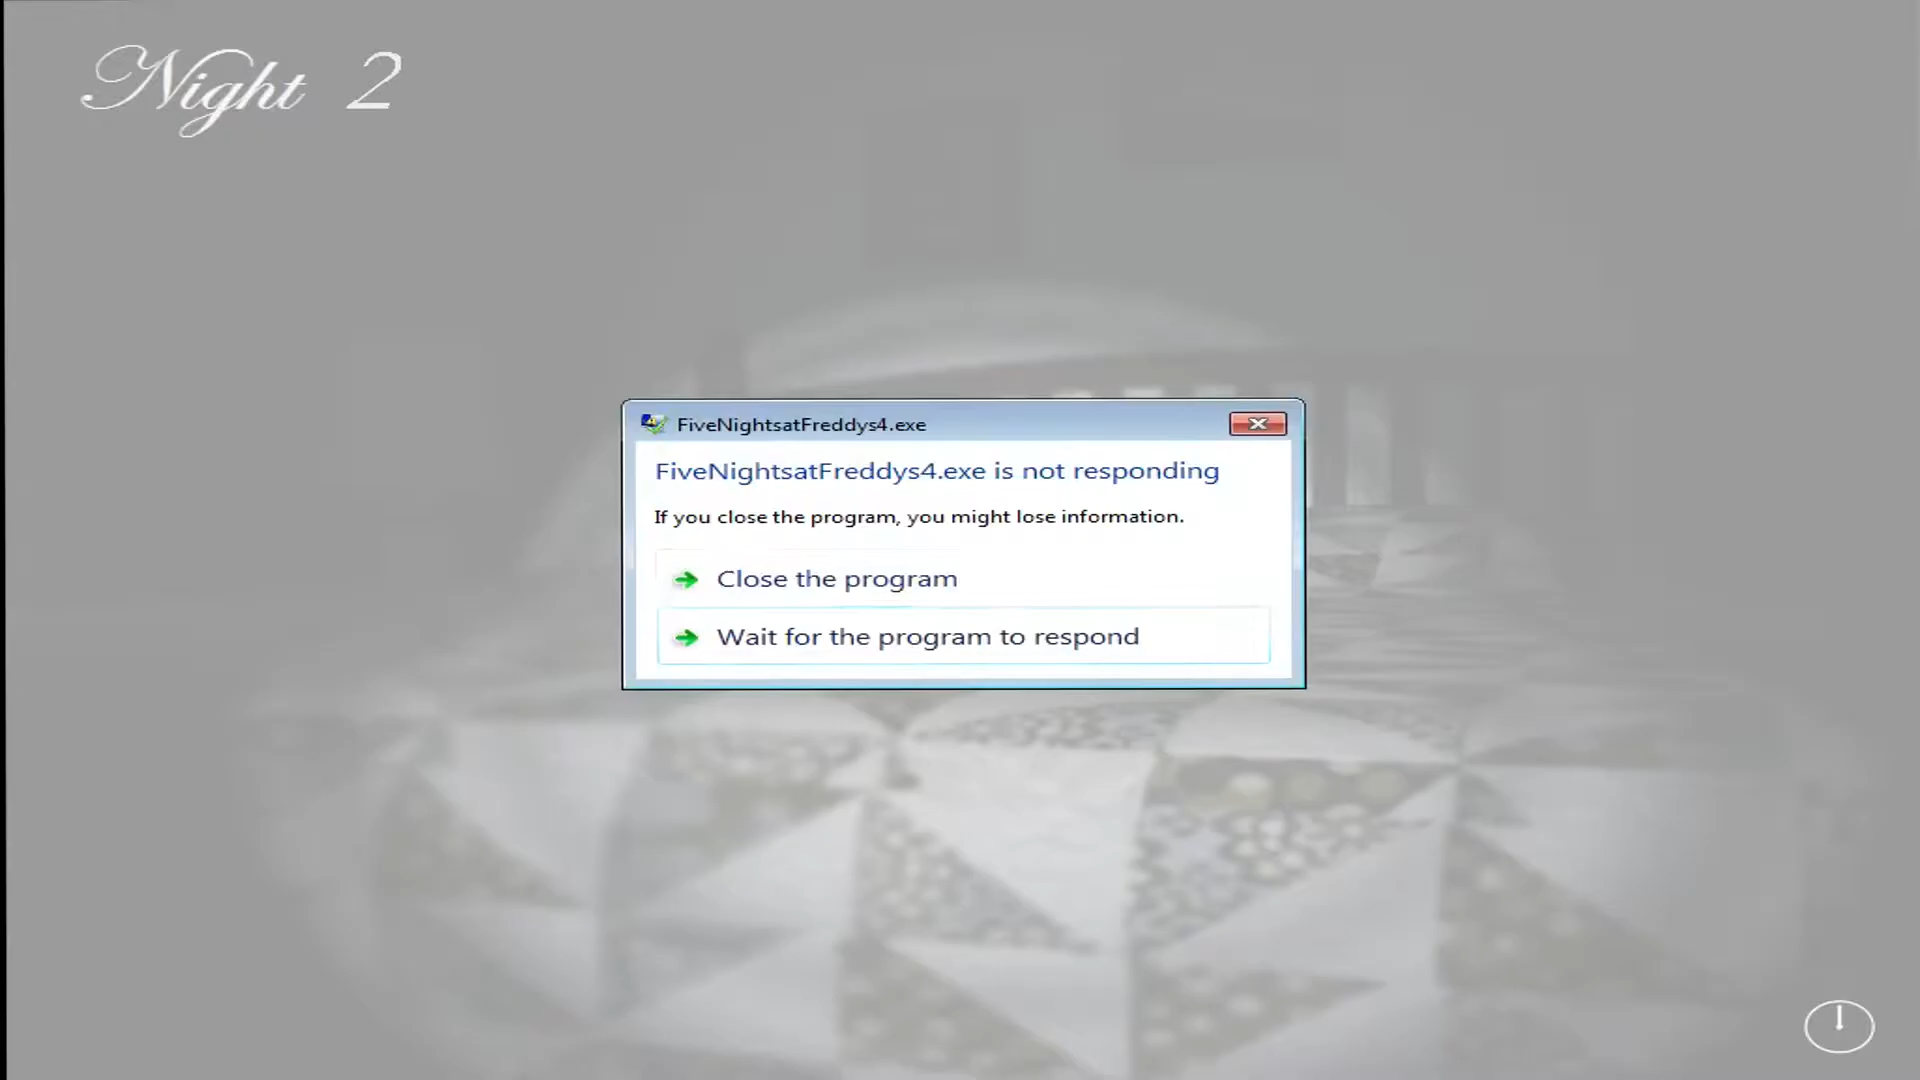 Night 2
FiveNightsatFreddys4.exe
FiveNightsatFreddys4.exe is not responding
If you close the program, you might lose information.
Close the program
Wait for the program to respond